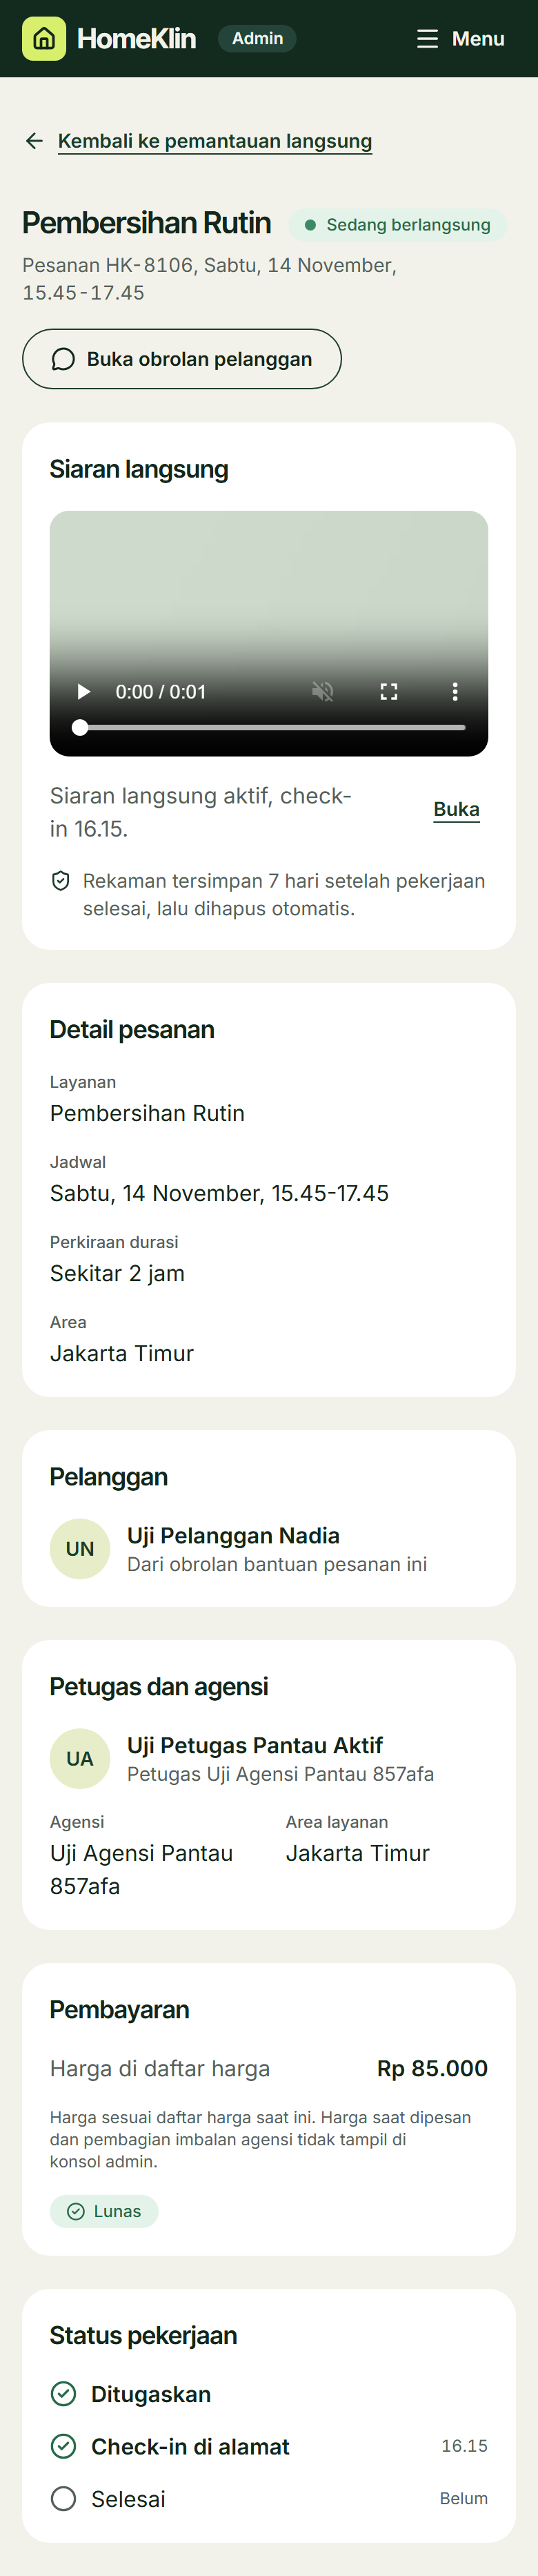 HomeKlin
Admin
Menu
Kembali ke pemantauan langsung
Pembersihan Rutin
Sedang berlangsung
Pesanan HK-8106, Sabtu, 14 November,
15.45-17.45
Buka obrolan pelanggan
Siaran langsung
0:00 / 0:01
Siaran langsung aktif, check-
in 16.15.
Buka
Rekaman tersimpan 7 hari setelah pekerjaan
selesai, lalu dihapus otomatis.
Detail pesanan
Layanan
Pembersihan Rutin
Jadwal
Sabtu, 14 November, 15.45-17.45
Perkiraan durasi
Sekitar 2 jam
Area
Jakarta Timur
Pelanggan
UN
Uji Pelanggan Nadia
Dari obrolan bantuan pesanan ini
Petugas dan agensi
UA
Uji Petugas Pantau Aktif
Petugas Uji Agensi Pantau 857afa
Agensi
Uji Agensi Pantau
857afa
Area layanan
Jakarta Timur
Pembayaran
Harga di daftar harga
Rp 85.000
Harga sesuai daftar harga saat ini. Harga saat dipesan
dan pembagian imbalan agensi tidak tampil di
konsol admin.
Lunas
Status pekerjaan
Ditugaskan
Check-in di alamat
16.15
Selesai
Belum